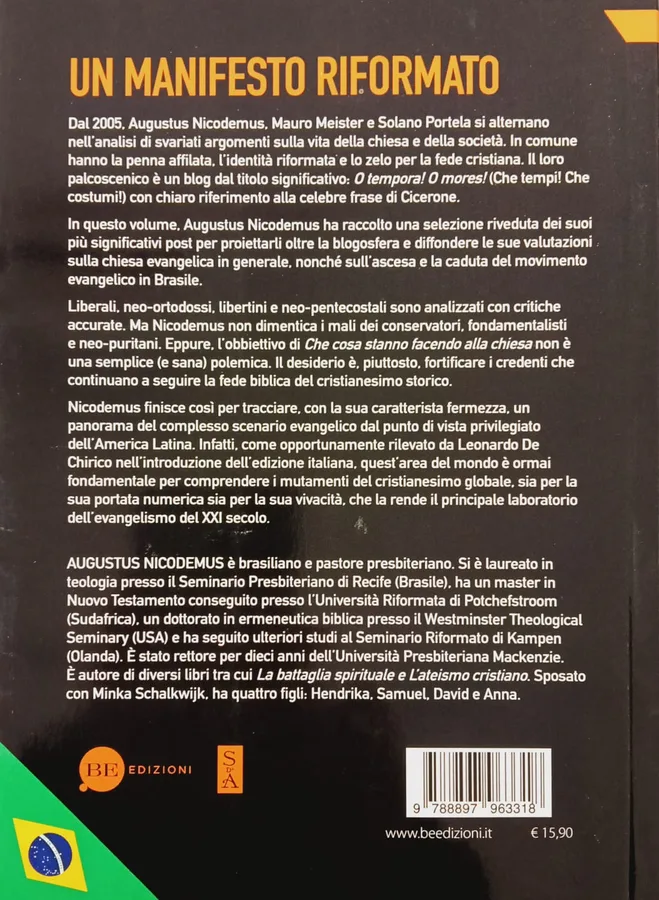 UN MANIFESTO RIFORMATO
Dal 2005, Augustus Nicodemus, Mauro Meister e Solano Portela si alternano
nell'analisi di svariati argomenti sulla vita della chiesa e della società. In comune
hanno la penna affilata, l'identità riformata e lo zelo per la fede cristiana. Il loro
palcoscenico è un blog dal titolo significativo: O tempora! O mores! (Che tempi! Che
costumi!) con chiaro riferimento alla celebre frase di Cicerone.
In questo volume, Augustus Nicodemus ha raccolto una selezione riveduta dei suoi
più significativi post per proiettarli oltre la blogosfera e diffondere le sue valutazioni
sulla chiesa evangelica in generale, nonché sull'ascesa e la caduta del movimento
evangelico in Brasile.
Liberali, neo-ortodossi, libertini e neo-pentecostali sono analizzati con critiche
accurate. Ma Nicodemus non dimentica i mali dei conservatori, fondamentalisti
e neo-puritani. Eppure, l'obbiettivo di Che cosa stanno facendo alla chiesa non è
una semplice (e sana) polemica. Il desiderio è, piuttosto, fortificare i credenti che
continuano a seguire la fede biblica del cristianesimo storico.
Nicodemus finisce così per tracciare, con la sua caratterista fermezza, un
panorama del complesso scenario evangelico dal punto di vista privilegiato
dell'America Latina. Infatti, come opportunamente rilevato da Leonardo De
Chirico nell'introduzione dell'edizione italiana, quest'area del mondo è ormai
fondamentale per comprendere i mutamenti del cristianesimo globale, sia per la
sua portata numerica sia per la sua vivacità, che la rende il principale laboratorio
dell'evangelismo del XXI secolo.
AUGUSTUS NICODEMUS è brasiliano e pastore presbiteriano. Si è laureato in
teologia presso il Seminario Presbiteriano di Recife (Brasile), ha un master in
Nuovo Testamento conseguito presso l'Università Riformata di Potchefstroom
(Sudafrica), un dottorato in ermeneutica biblica presso il Westminster Theological
Seminary (USA) e ha seguito ulteriori studi al Seminario Riformato di Kampen
(Olanda). È stato rettore per dieci anni dell'Università Presbiteriana Mackenzie.
È autore di diversi libri tra cui La battaglia spirituale e L'ateismo cristiano. Sposato
con Minka Schalkwijk, ha quattro figli: Hendrika, Samuel, David e Anna.
BE EDIZIONI
S
D'
A
9 788897 963318
www.beedizioni.it € 15,90